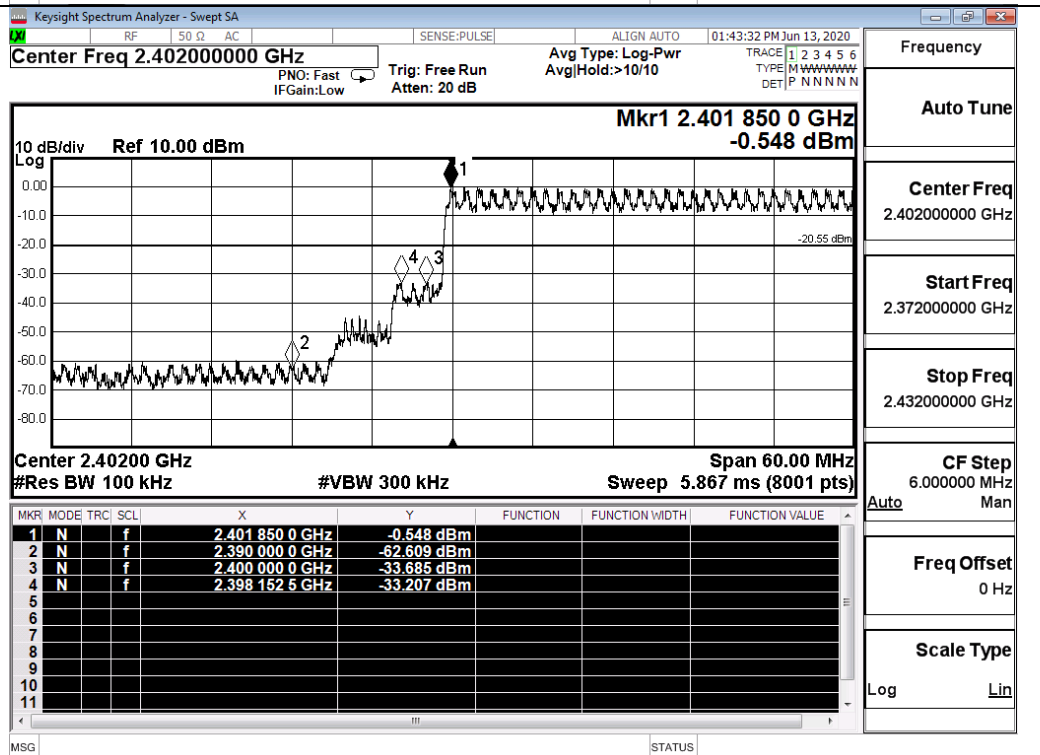 Keysight Spectrum Analyzer - Swept SA
LXI RF 50 Ω AC SENSE:PULSE ALIGN AUTO 01:43:32 PM Jun 13, 2020
Center Freq 2.402000000 GHz
PNO: Fast
IFGain:Low
Trig: Free Run
Atten: 20 dB
Avg Type: Log-Pwr
Avg|Hold:>10/10
TRACE 1 2 3 4 5 6
TYPE M W W W W W
DET P N N N N N
Mkr1 2.401 850 0 GHz
-0.548 dBm
10 dB/div Ref 10.00 dBm
Log
0.00
-10.0
-20.0
-30.0
-40.0
-50.0
-60.0
-70.0
-80.0
1
-20.55 dBm
4 3
2
Center 2.40200 GHz Span 60.00 MHz
#Res BW 100 kHz #VBW 300 kHz Sweep 5.867 ms (8001 pts)
MKR MODE TRC SCL X Y FUNCTION FUNCTION WIDTH FUNCTION VALUE
1 N f 2.401 850 0 GHz -0.548 dBm
2 N f 2.390 000 0 GHz -62.609 dBm
3 N f 2.400 000 0 GHz -33.685 dBm
4 N f 2.398 152 5 GHz -33.207 dBm
5
6
7
8
9
10
11
MSG STATUS
Frequency
Auto Tune
Center Freq
2.402000000 GHz
Start Freq
2.372000000 GHz
Stop Freq
2.432000000 GHz
CF Step
6.000000 MHz
Auto Man
Freq Offset
0 Hz
Scale Type
Log Lin